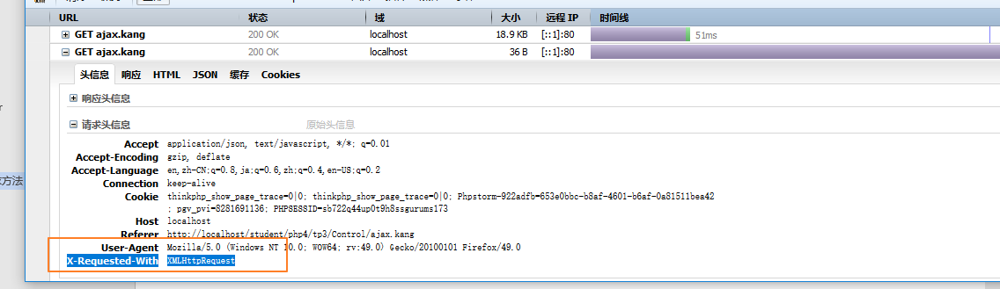 URL 状态 域 大小 远程 IP 时间线
GET ajax.kang 200 OK localhost 18.9 KB [::1]:80 51ms
GET ajax.kang 200 OK localhost 36 B [::1]:80
头信息 响应 HTML JSON 缓存 Cookies
响应头信息
请求头信息 原始头信息
Accept application/json, text/javascript, */*; q=0.01
Accept-Encoding gzip, deflate
Accept-Language en,zh-CN;q=0.8,ja;q=0.6,zh;q=0.4,en-US;q=0.2
Connection keep-alive
Cookie thinkphp_show_page_trace=0|0; thinkphp_show_page_trace=0|0; Phpstorm-922adfb=653e0bbc-b8af-4601-b6af-0a81511bea42
; pgv_pvi=8281691136; PHPSESSID=sb722q44up0t9h8ssgurums173
Host localhost
方法
Referer http://localhost/student/php4/tp3/Control/ajax.kang
User-Agent Mozilla/5.0 (Windows NT 10.0; WOW64; rv:49.0) Gecko/20100101 Firefox/49.0
X-Requested-With XMLHttpRequest